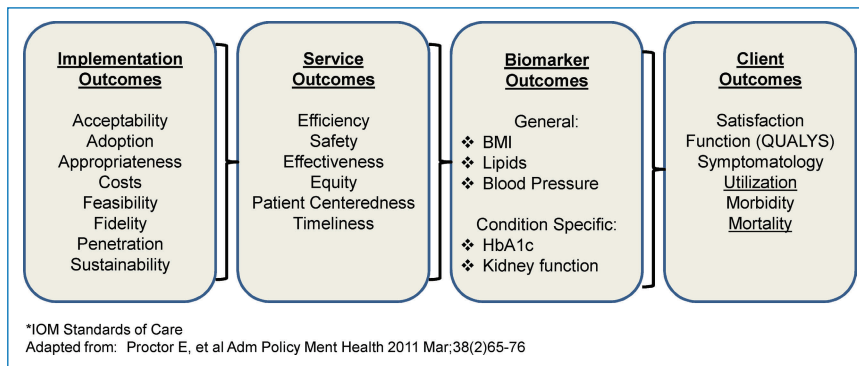 Implementation
Outcomes
Acceptability
Adoption
Appropriateness
Costs
Feasibility
Fidelity
Penetration
Sustainability
Service
Outcomes
Efficiency
Safety
Effectiveness
Equity
Patient Centeredness
Timeliness
Biomarker
Outcomes
General:
❖ BMI
❖ Lipids
❖ Blood Pressure
Condition Specific:
❖ HbA1c
❖ Kidney function
Client
Outcomes
Satisfaction
Function (QUALYS)
Symptomatology
Utilization
Morbidity
Mortality
*IOM Standards of Care
Adapted from: Proctor E, et al Adm Policy Ment Health 2011 Mar;38(2)65-76